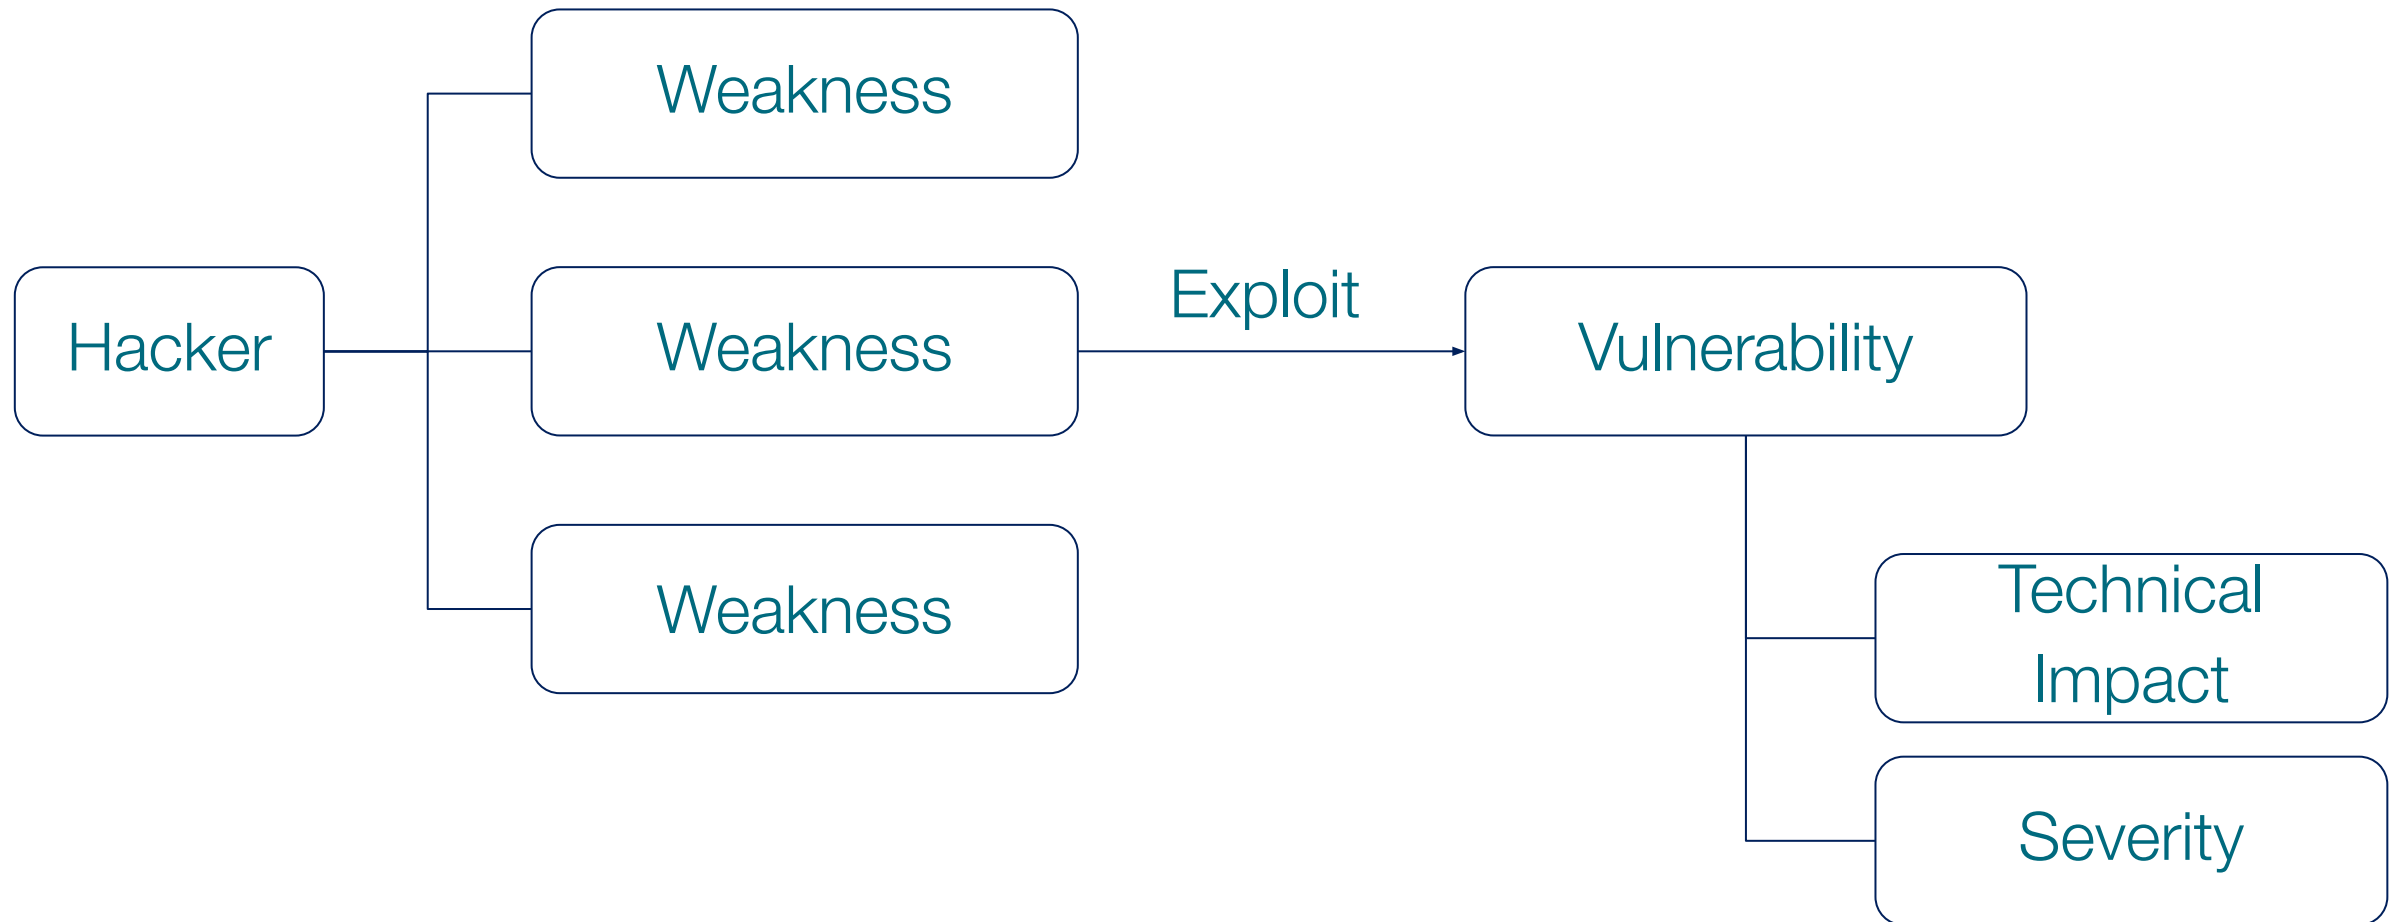 Weakness
Hacker
Weakness
Exploit
Vulnerability
Weakness
Technical
Impact
Severity